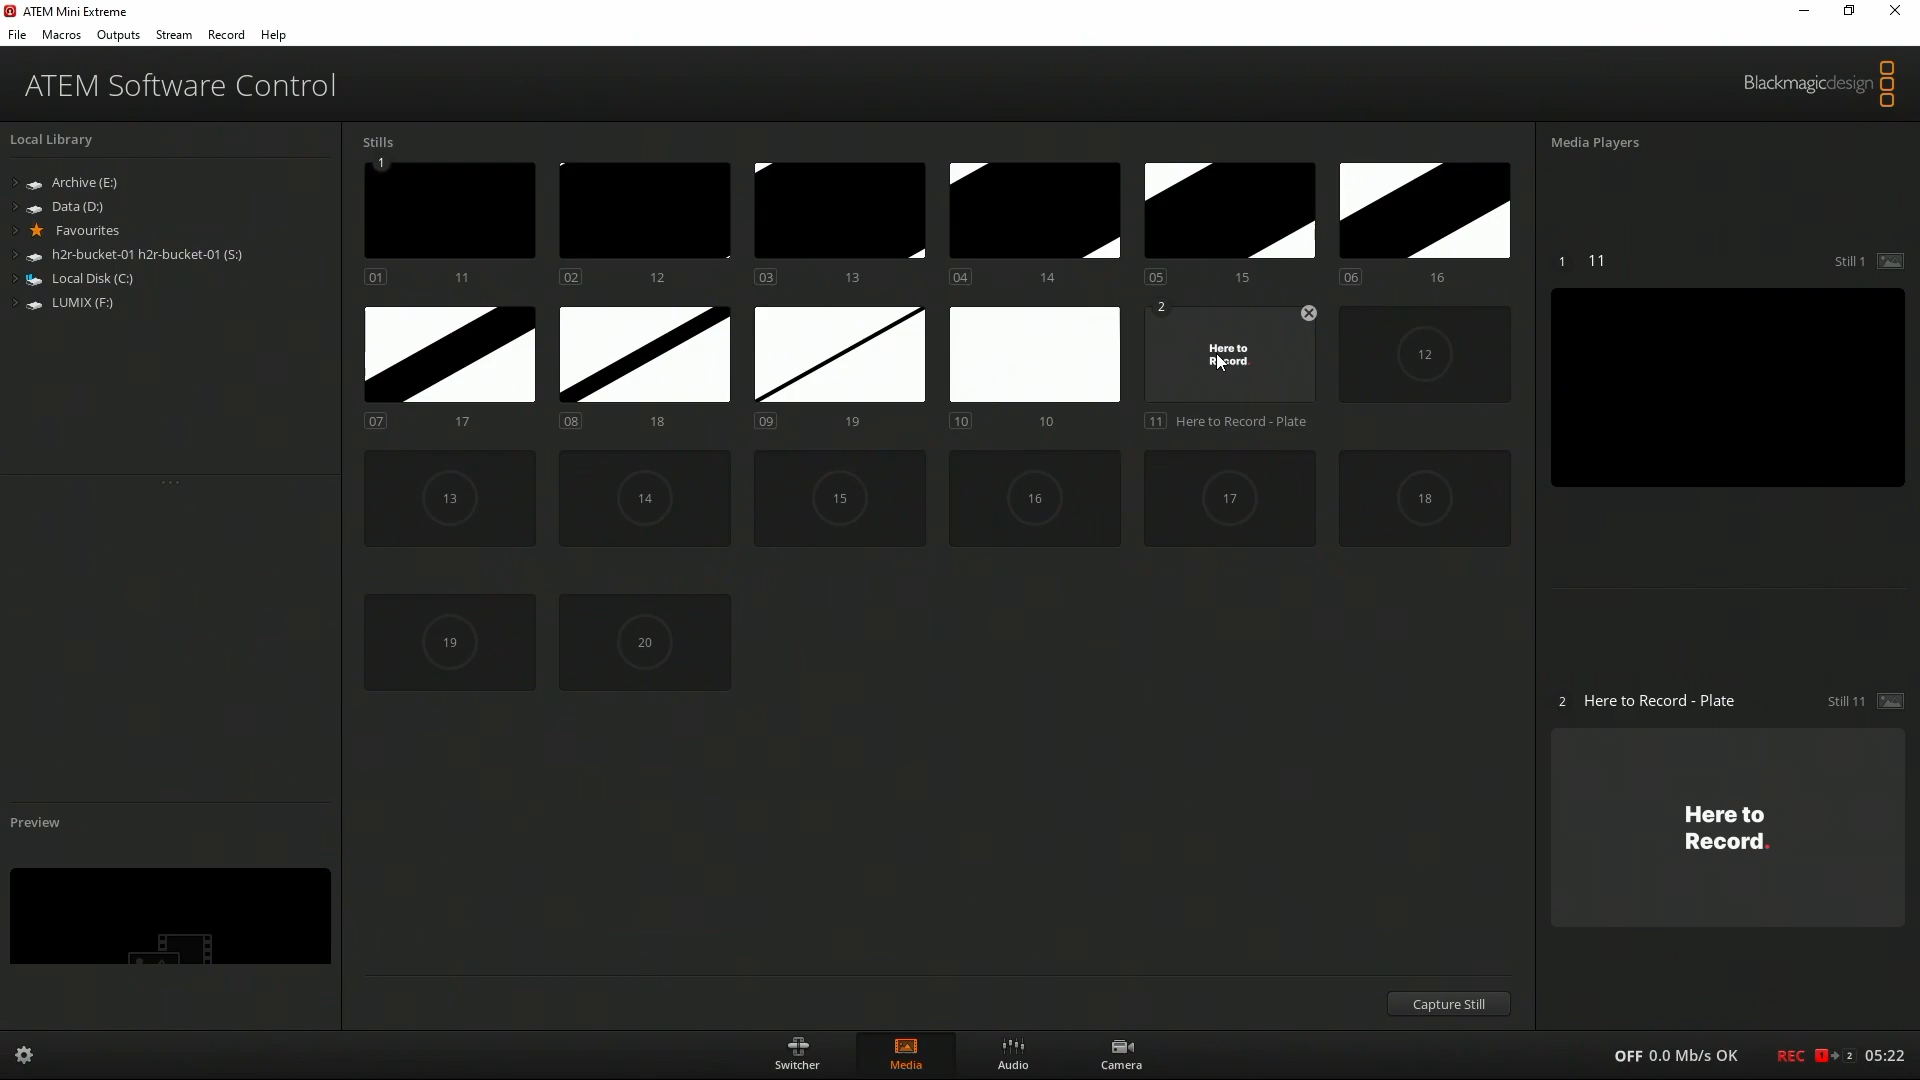 ATEM Mini Extreme
File Macros Outputs Stream Record Help
ATEM Software Control
Blackmagicdesign
Local Library
Archive (E:)
Data (D:)
Favourites
h2r-bucket-01 h2r-bucket-01 (S:)
Local Disk (C:)
LUMIX (F:)
Preview
Stills
1
01 11
02 12
03 13
04 14
05 15
06 16
2
Here to
Record.
12
07 17
08 18
09 19
10 10
11 Here to Record - Plate
13 14 15 16 17 18
19 20
Capture Still
Media Players
1 11 Still 1
2 Here to Record - Plate Still 11
Here to
Record.
Switcher Media Audio Camera
OFF 0.0 Mb/s OK REC 1 2 05:22